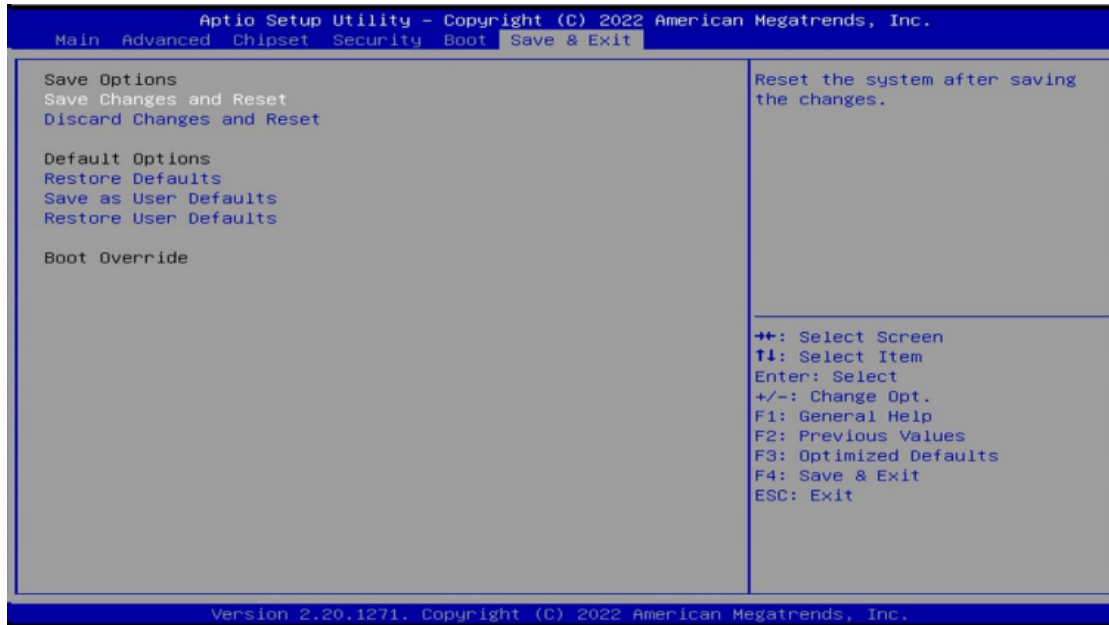 Aptio Setup Utility – Copyright (C) 2022 American Megatrends, Inc.
Main Advanced Chipset Security Boot Save & Exit
Save Options
Save Changes and Reset
Discard Changes and Reset
Default Options
Restore Defaults
Save as User Defaults
Restore User Defaults
Boot Override
Reset the system after saving
the changes.
→←: Select Screen
↑↓: Select Item
Enter: Select
+/-: Change Opt.
F1: General Help
F2: Previous Values
F3: Optimized Defaults
F4: Save & Exit
ESC: Exit
Version 2.20.1271. Copyright (C) 2022 American Megatrends, Inc.